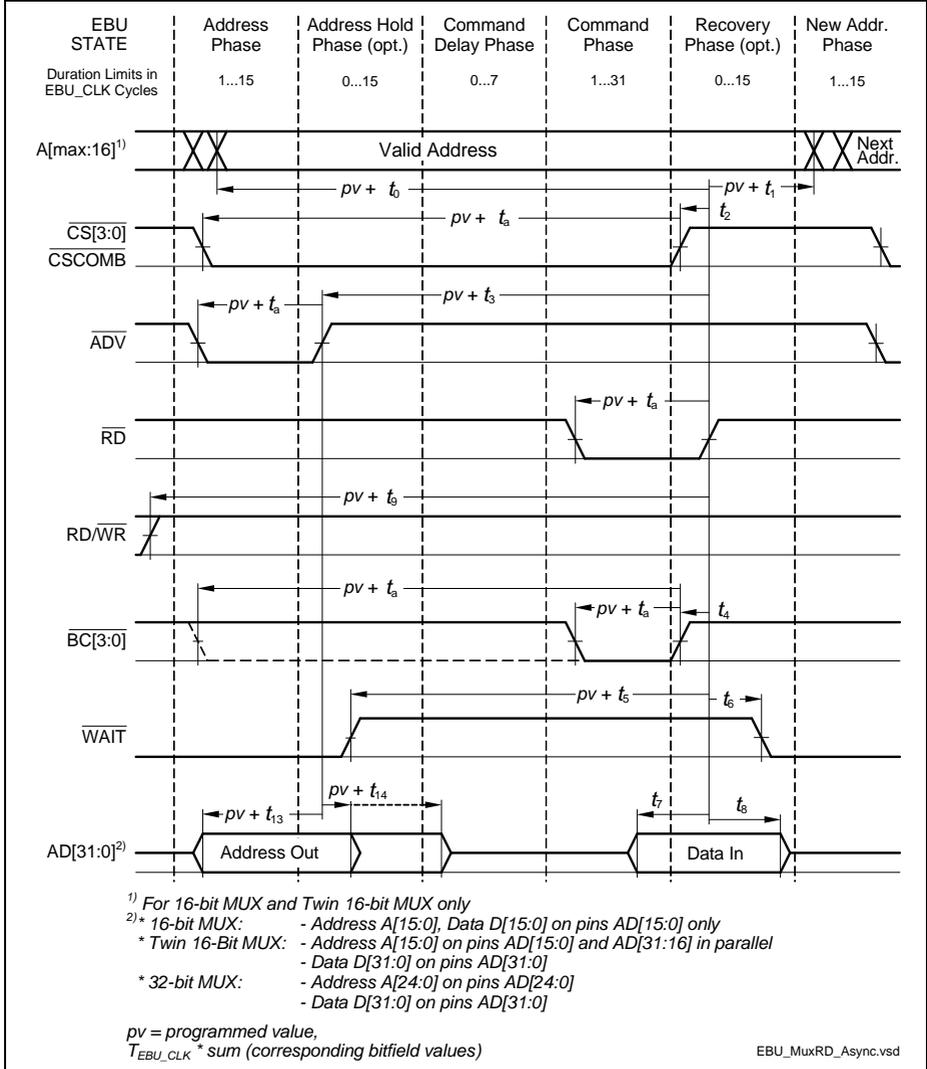 EBU STATE
Address Phase
Address Hold Phase (opt.)
Command Delay Phase
Command Phase
Recovery Phase (opt.)
New Addr. Phase
Duration Limits in EBU_CLK Cycles
1...15
0...15
0...7
1...31
0...15
1...15
A[max:16]1)
Valid Address
Next Addr.
pv + t0
pv + t1
pv + ta
t2
CS[3:0]
CSCOMB
pv + ta
pv + t3
ADV
pv + ta
RD
pv + t9
RD/WR
pv + ta
pv + ta
t4
BC[3:0]
pv + t5
t6
WAIT
pv + t13
pv + t14
t7
t8
AD[31:0]2)
Address Out
Data In
1) For 16-bit MUX and Twin 16-bit MUX only
2)* 16-bit MUX: - Address A[15:0], Data D[15:0] on pins AD[15:0] only
* Twin 16-Bit MUX: - Address A[15:0] on pins AD[15:0] and AD[31:16] in parallel
- Data D[31:0] on pins AD[31:0]
* 32-bit MUX: - Address A[24:0] on pins AD[24:0]
- Data D[31:0] on pins AD[31:0]
pv = programmed value,
TEBU_CLK * sum (corresponding bitfield values)
EBU_MuxRD_Async.vsd